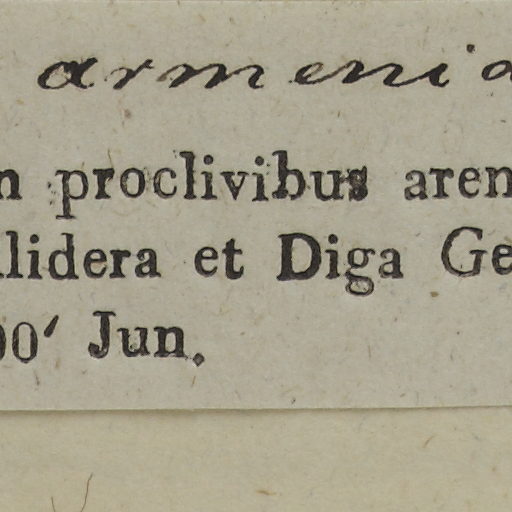 armenia
n proclivibus aren
lidera et Diga Ge
00′ Jun.